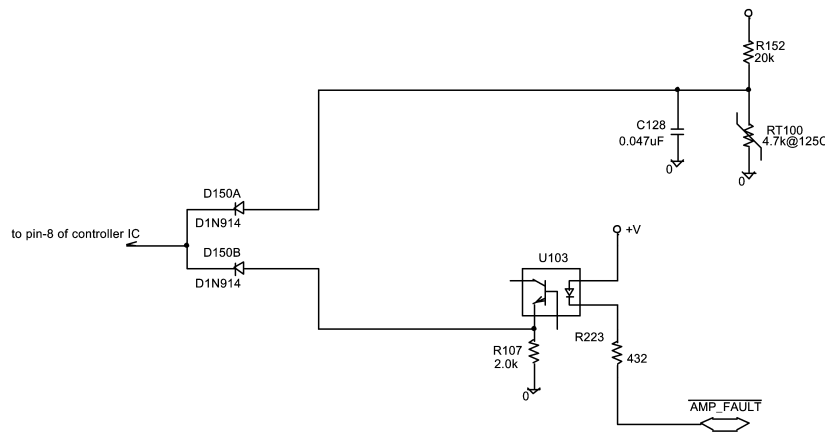 R152
20k
C128
0.047uF
RT100
4.7k@125C
0
0
D150A
D1N914
to pin-8 of controller IC
D150B
D1N914
+V
U103
R223
432
R107
2.0k
0
AMP_FAULT